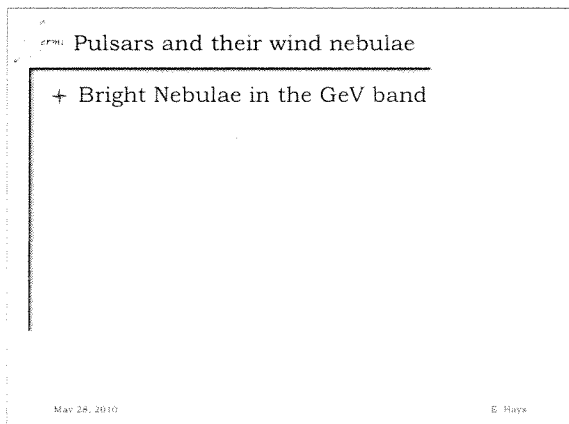 Pulsars and their wind nebulae
+ Bright Nebulae in the GeV band
May 28, 2010
E. Hays